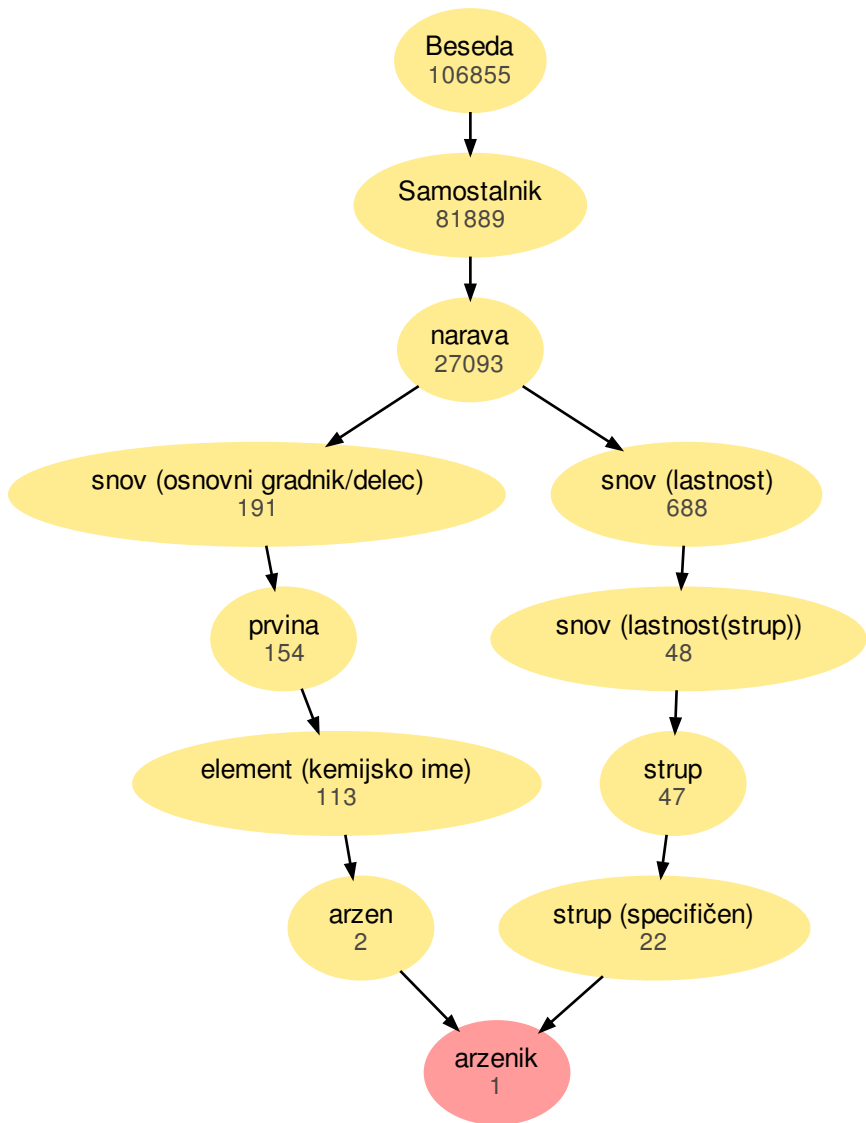 Beseda
106855
Samostalnik
81889
narava
27093
snov (osnovni gradnik/delec)
191
snov (lastnost)
688
prvina
154
snov (lastnost(strup))
48
element (kemijsko ime)
113
strup
47
arzen
2
strup (specifičen)
22
arzenik
1